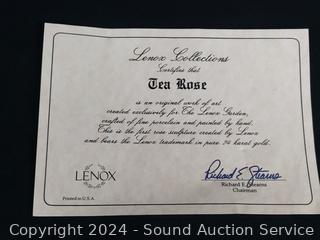 Lenox Collections
Certifies that
Tea Rose
is an original work of art
created exclusively for The Lenox Garden,
crafted of fine porcelain and painted by hand.
This is the first rose sculpture created by Lenox
and bears the Lenox trademark in pure 24 karat gold.
LENOX
Richard E. Stearns
Richard E. Stearns
Chairman
Printed in U.S.A.
Copyright 2024 - Sound Auction Service